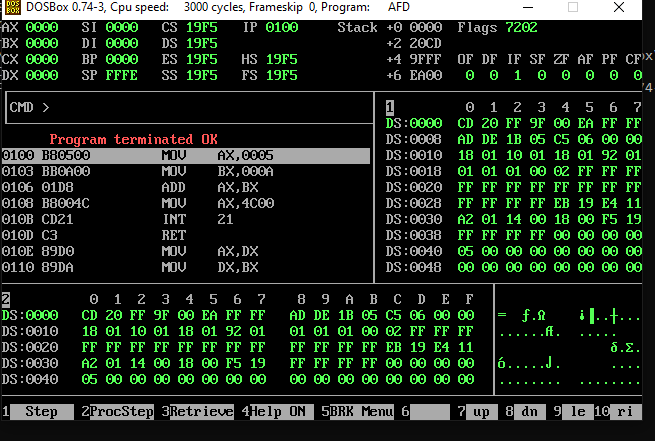 DOSBox 0.74-3, Cpu speed: 3000 cycles, Frameskip 0, Program: AFD
AX 0000 SI 0000 CS 19F5 IP 0100 Stack +0 0000 Flags 7202
BX 0000 DI 0000 DS 19F5 +2 20CD
CX 0000 BP 0000 ES 19F5 HS 19F5 +4 9FFF OF DF IF SF ZF AF PF CF
DX 0000 SP FFFE SS 19F5 FS 19F5 +6 EA00 0 0 1 0 0 0 0 0
CMD >
Program terminated OK
0100 B80500 MOV AX,0005
0103 BB0A00 MOV BX,000A
0106 01D8 ADD AX,BX
0108 B8004C MOV AX,4C00
010B CD21 INT 21
010D C3 RET
010E 89D0 MOV AX,DX
0110 89DA MOV DX,BX
1 0 1 2 3 4 5 6 7
DS:0000 CD 20 FF 9F 00 EA FF FF
DS:0008 AD DE 1B 05 C5 06 00 00
DS:0010 18 01 10 01 18 01 92 01
DS:0018 01 01 01 00 02 FF FF FF
DS:0020 FF FF FF FF FF FF FF FF
DS:0028 FF FF FF FF EB 19 E4 11
DS:0030 A2 01 14 00 18 00 F5 19
DS:0038 FF FF FF FF 00 00 00 00
DS:0040 05 00 00 00 00 00 00 00
DS:0048 00 00 00 00 00 00 00 00
2 0 1 2 3 4 5 6 7 8 9 A B C D E F
DS:0000 CD 20 FF 9F 00 EA FF FF AD DE 1B 05 C5 06 00 00
DS:0010 18 01 10 01 18 01 92 01 01 01 01 00 02 FF FF FF
DS:0020 FF FF FF FF FF FF FF FF FF FF FF FF EB 19 E4 11
DS:0030 A2 01 14 00 18 00 F5 19 FF FF FF FF 00 00 00 00
DS:0040 05 00 00 00 00 00 00 00 00 00 00 00 00 00 00 00
= ƒ.Ω ¡▐..┼...
......Æ. ........
δ.Σ.
ó.....⌡. ....
........ ........
1 Step 2 ProcStep 3 Retrieve 4 Help ON 5 BRK Menu 6 7 up 8 dn 9 le 10 ri